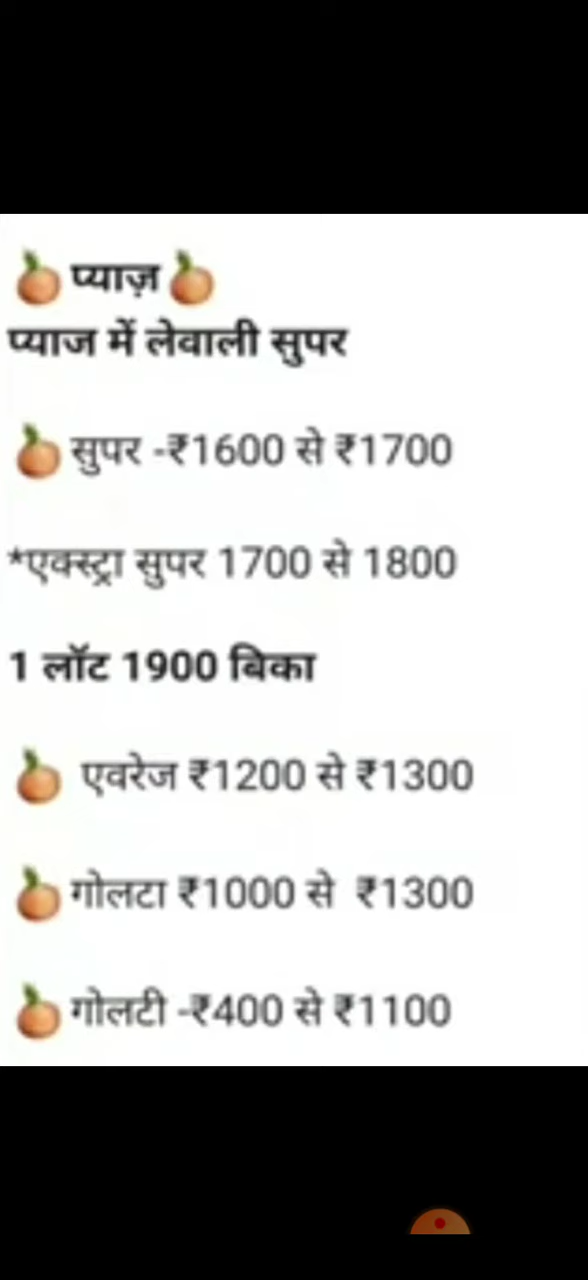 प्याज़
प्याज में लेवाली सुपर
सुपर -₹1600 से ₹1700
*एक्स्ट्रा सुपर 1700 से 1800
1 लॉट 1900 बिका
एवरेज ₹1200 से ₹1300
गोलटा ₹1000 से ₹1300
गोलटी -₹400 से ₹1100